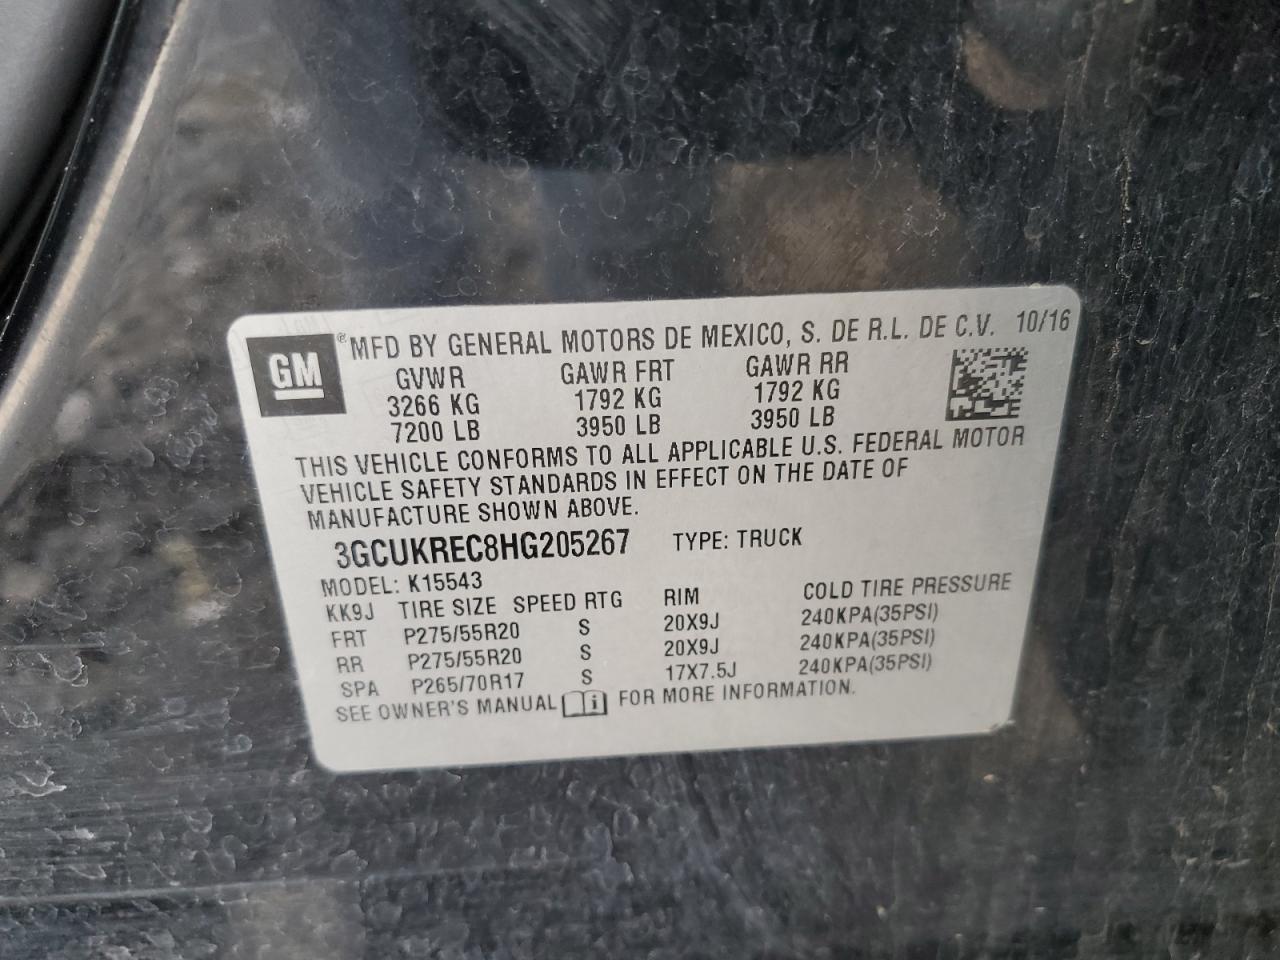 GM ® MFD BY GENERAL MOTORS DE MEXICO, S. DE R.L. DE C.V. 10/16
GVWR GAWR FRT GAWR RR
3266 KG 1792 KG 1792 KG
7200 LB 3950 LB 3950 LB
THIS VEHICLE CONFORMS TO ALL APPLICABLE U.S. FEDERAL MOTOR
VEHICLE SAFETY STANDARDS IN EFFECT ON THE DATE OF
MANUFACTURE SHOWN ABOVE.
3GCUKREC8HG205267 TYPE: TRUCK
MODEL: K15543
KK9J TIRE SIZE SPEED RTG RIM COLD TIRE PRESSURE
FRT P275/55R20 S 20X9J 240KPA(35PSI)
RR P275/55R20 S 20X9J 240KPA(35PSI)
SPA P265/70R17 S 17X7.5J 240KPA(35PSI)
SEE OWNER'S MANUAL i FOR MORE INFORMATION.